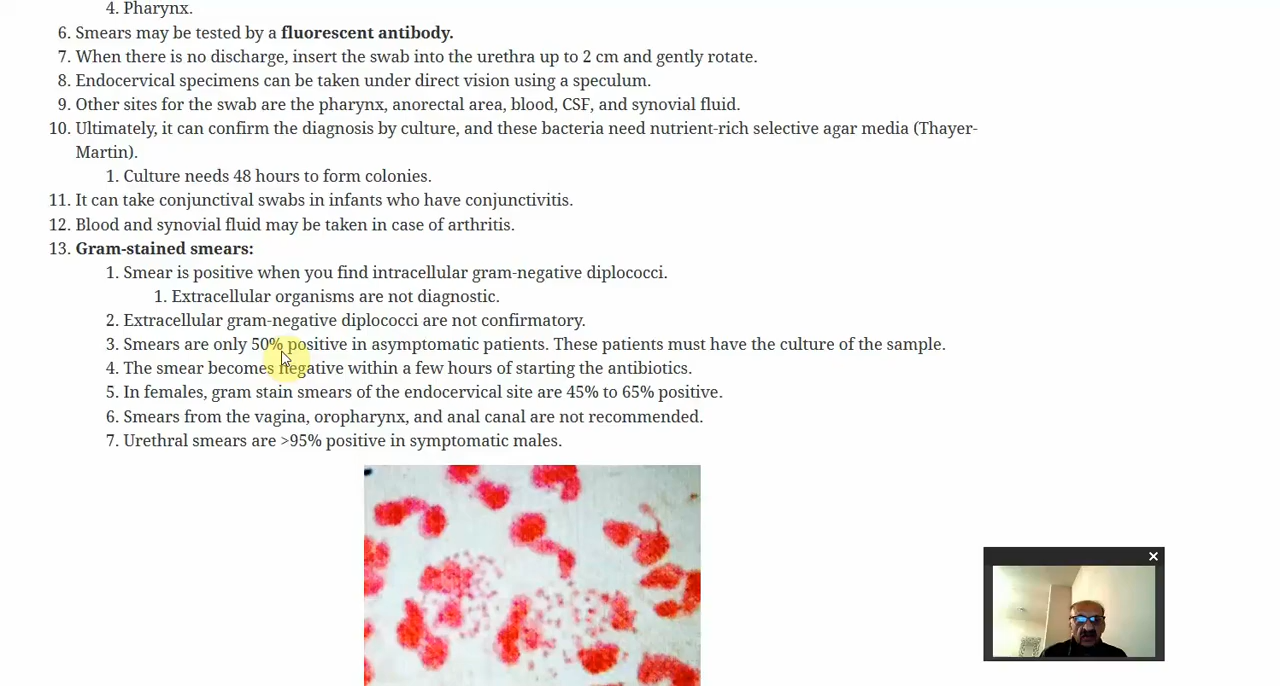 4. Pharynx.
6. Smears may be tested by a fluorescent antibody.
7. When there is no discharge, insert the swab into the urethra up to 2 cm and gently rotate.
8. Endocervical specimens can be taken under direct vision using a speculum.
9. Other sites for the swab are the pharynx, anorectal area, blood, CSF, and synovial fluid.
10. Ultimately, it can confirm the diagnosis by culture, and these bacteria need nutrient-rich selective agar media (Thayer-
Martin).
1. Culture needs 48 hours to form colonies.
11. It can take conjunctival swabs in infants who have conjunctivitis.
12. Blood and synovial fluid may be taken in case of arthritis.
13. Gram-stained smears:
1. Smear is positive when you find intracellular gram-negative diplococci.
1. Extracellular organisms are not diagnostic.
2. Extracellular gram-negative diplococci are not confirmatory.
3. Smears are only 50% positive in asymptomatic patients. These patients must have the culture of the sample.
4. The smear becomes negative within a few hours of starting the antibiotics.
5. In females, gram stain smears of the endocervical site are 45% to 65% positive.
6. Smears from the vagina, oropharynx, and anal canal are not recommended.
7. Urethral smears are >95% positive in symptomatic males.